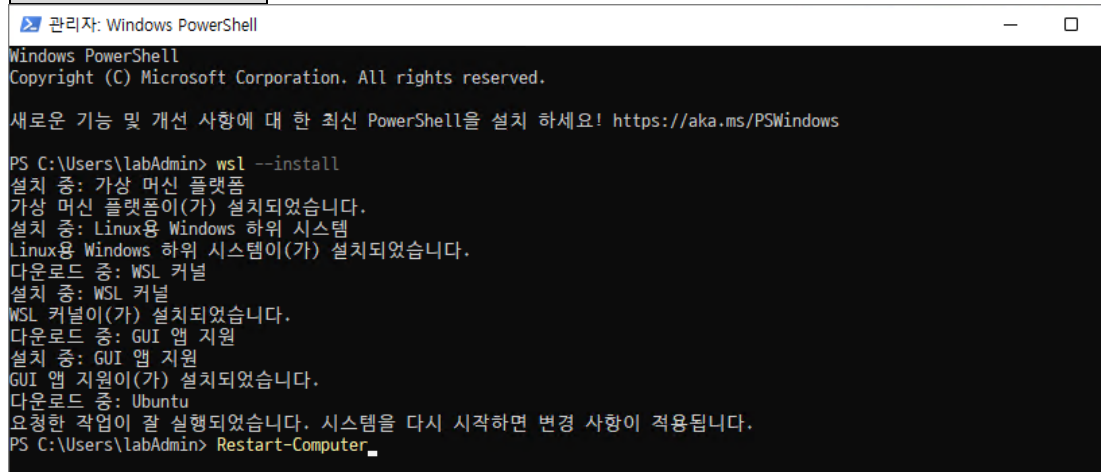 관리자: Windows PowerShell
Windows PowerShell
Copyright (C) Microsoft Corporation. All rights reserved.
새로운 기능 및 개선 사항에 대 한 최신 PowerShell을 설치 하세요! https://aka.ms/PSWindows
PS C:\Users\labAdmin> wsl --install
설치 중: 가상 머신 플랫폼
가상 머신 플랫폼이(가) 설치되었습니다.
설치 중: Linux용 Windows 하위 시스템
Linux용 Windows 하위 시스템이(가) 설치되었습니다.
다운로드 중: WSL 커널
설치 중: WSL 커널
WSL 커널이(가) 설치되었습니다.
다운로드 중: GUI 앱 지원
설치 중: GUI 앱 지원
GUI 앱 지원이(가) 설치되었습니다.
다운로드 중: Ubuntu
요청한 작업이 잘 실행되었습니다. 시스템을 다시 시작하면 변경 사항이 적용됩니다.
PS C:\Users\labAdmin> Restart-Computer